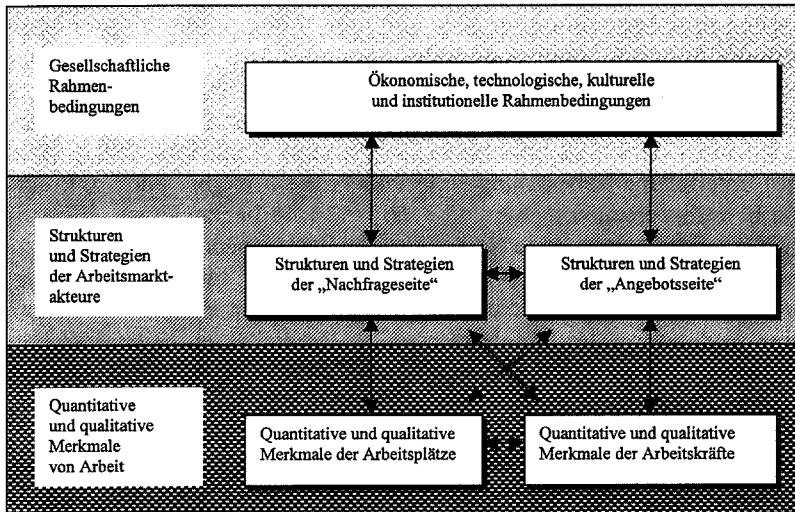 Gesellschaftliche
Rahmen-
bedingungen
Ökonomische, technologische, kulturelle
und institutionelle Rahmenbedingungen
Strukturen
und Strategien
der Arbeitsmarkt-
akteure
Strukturen und Strategien
der „Nachfrageseite“
Strukturen und Strategien
der „Angebotsseite“
Quantitative
und qualitative
Merkmale
von Arbeit
Quantitative und qualitative
Merkmale der Arbeitsplätze
Quantitative und qualitative
Merkmale der Arbeitskräfte